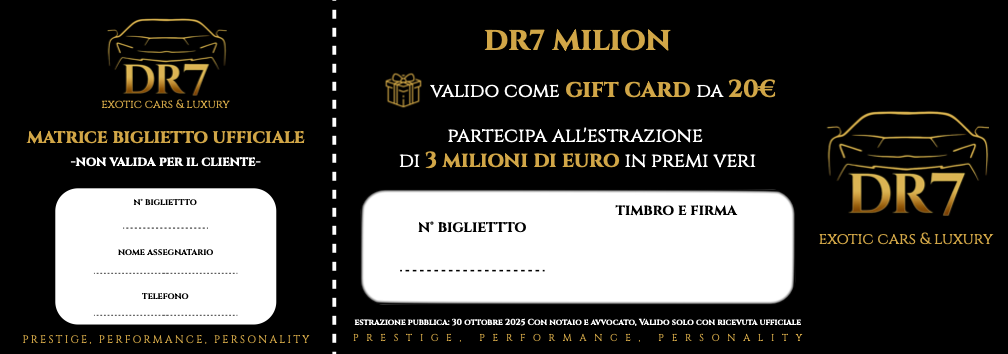 DR7
EXOTIC CARS & LUXURY
MATRICE BIGLIETTO UFFICIALE
-NON VALIDA PER IL CLIENTE-
N° BIGLIETTTO
NOME ASSEGNATARIO
TELEFONO
PRESTIGE, PERFORMANCE, PERSONALITY
DR7 MILION
VALIDO COME GIFT CARD DA 20€
PARTECIPA ALL'ESTRAZIONE
DI 3 MILIONI DI EURO IN PREMI VERI
TIMBRO E FIRMA
N° BIGLIETTTO
ESTRAZIONE PUBBLICA: 30 OTTOBRE 2025 CON NOTAIO E AVVOCATO, VALIDO SOLO CON RICEVUTA UFFICIALE
PRESTIGE, PERFORMANCE, PERSONALITY
DR7
EXOTIC CARS & LUXURY